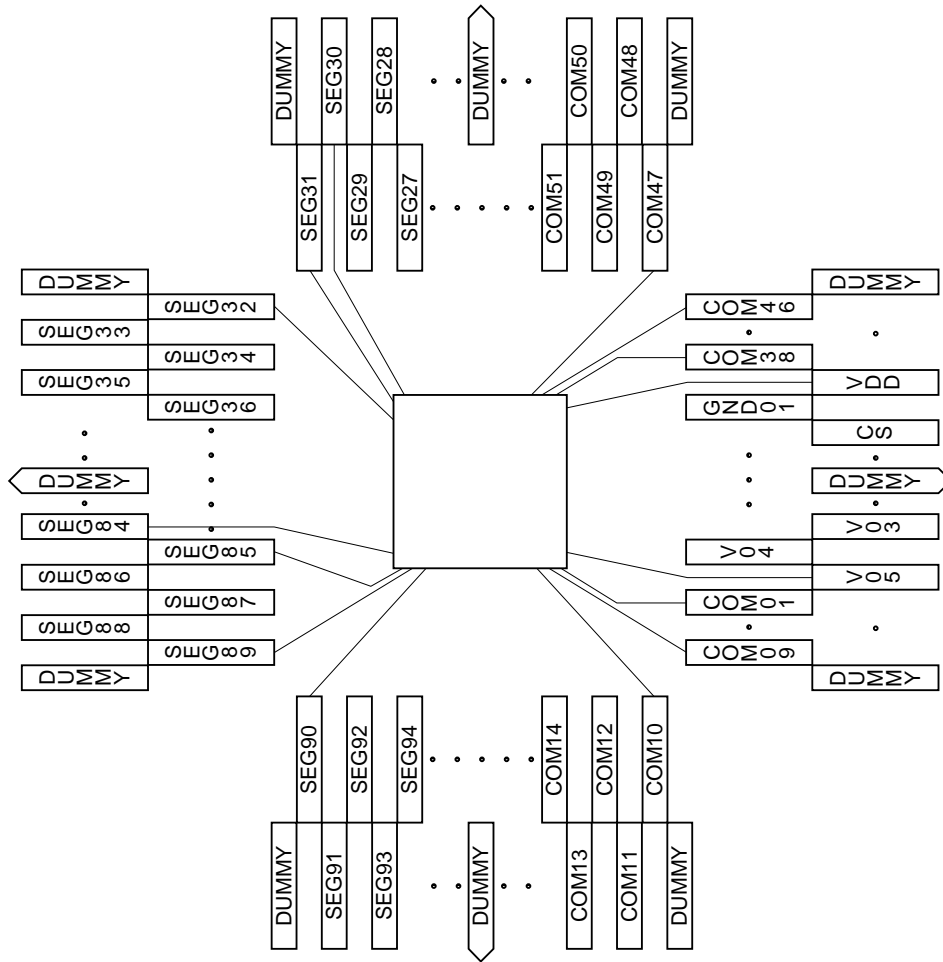 DUMMY
SEG30
SEG28
DUMMY
COM50
COM48
DUMMY
SEG31
SEG29
SEG27
COM51
COM49
COM47
DUMMY
SEG32
SEG33
SEG34
SEG35
SEG36
DUMMY
SEG84
SEG85
SEG86
SEG87
SEG88
SEG89
DUMMY
COM46
DUMMY
COM38
VDD
GND01
CS
DUMMY
V03
V04
V05
COM01
COM09
DUMMY
SEG90
SEG92
SEG94
COM14
COM12
COM10
DUMMY
SEG91
SEG93
DUMMY
COM13
COM11
DUMMY